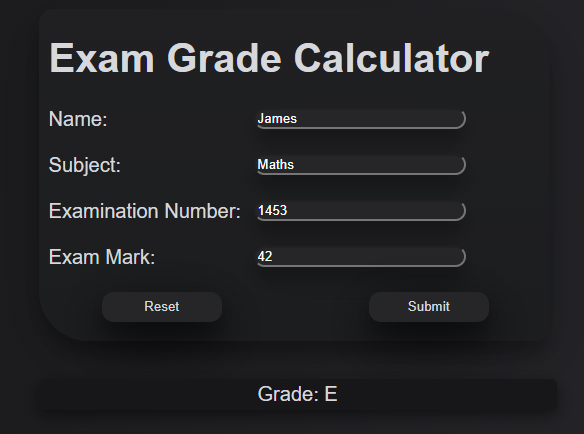 Exam Grade Calculator
Name: James
Subject: Maths
Examination Number: 1453
Exam Mark: 42
Reset Submit
Grade: E